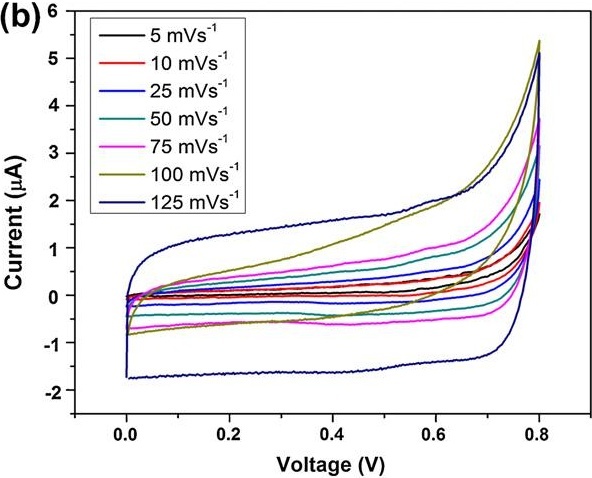 (b)
5 mVs⁻¹
10 mVs⁻¹
25 mVs⁻¹
50 mVs⁻¹
75 mVs⁻¹
100 mVs⁻¹
125 mVs⁻¹
6
5
4
3
2
1
0
-1
-2
Current (μA)
0.0 0.2 0.4 0.6 0.8
Voltage (V)